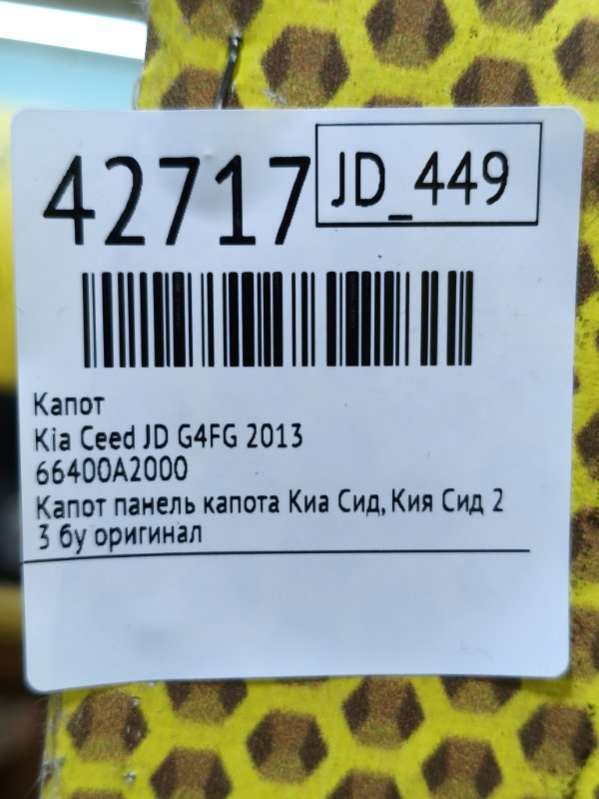 42717
JD_449
Капот
Kia Ceed JD G4FG 2013
66400A2000
Капот панель капота Киа Сид, Кия Сид 2
3 бу оригинал